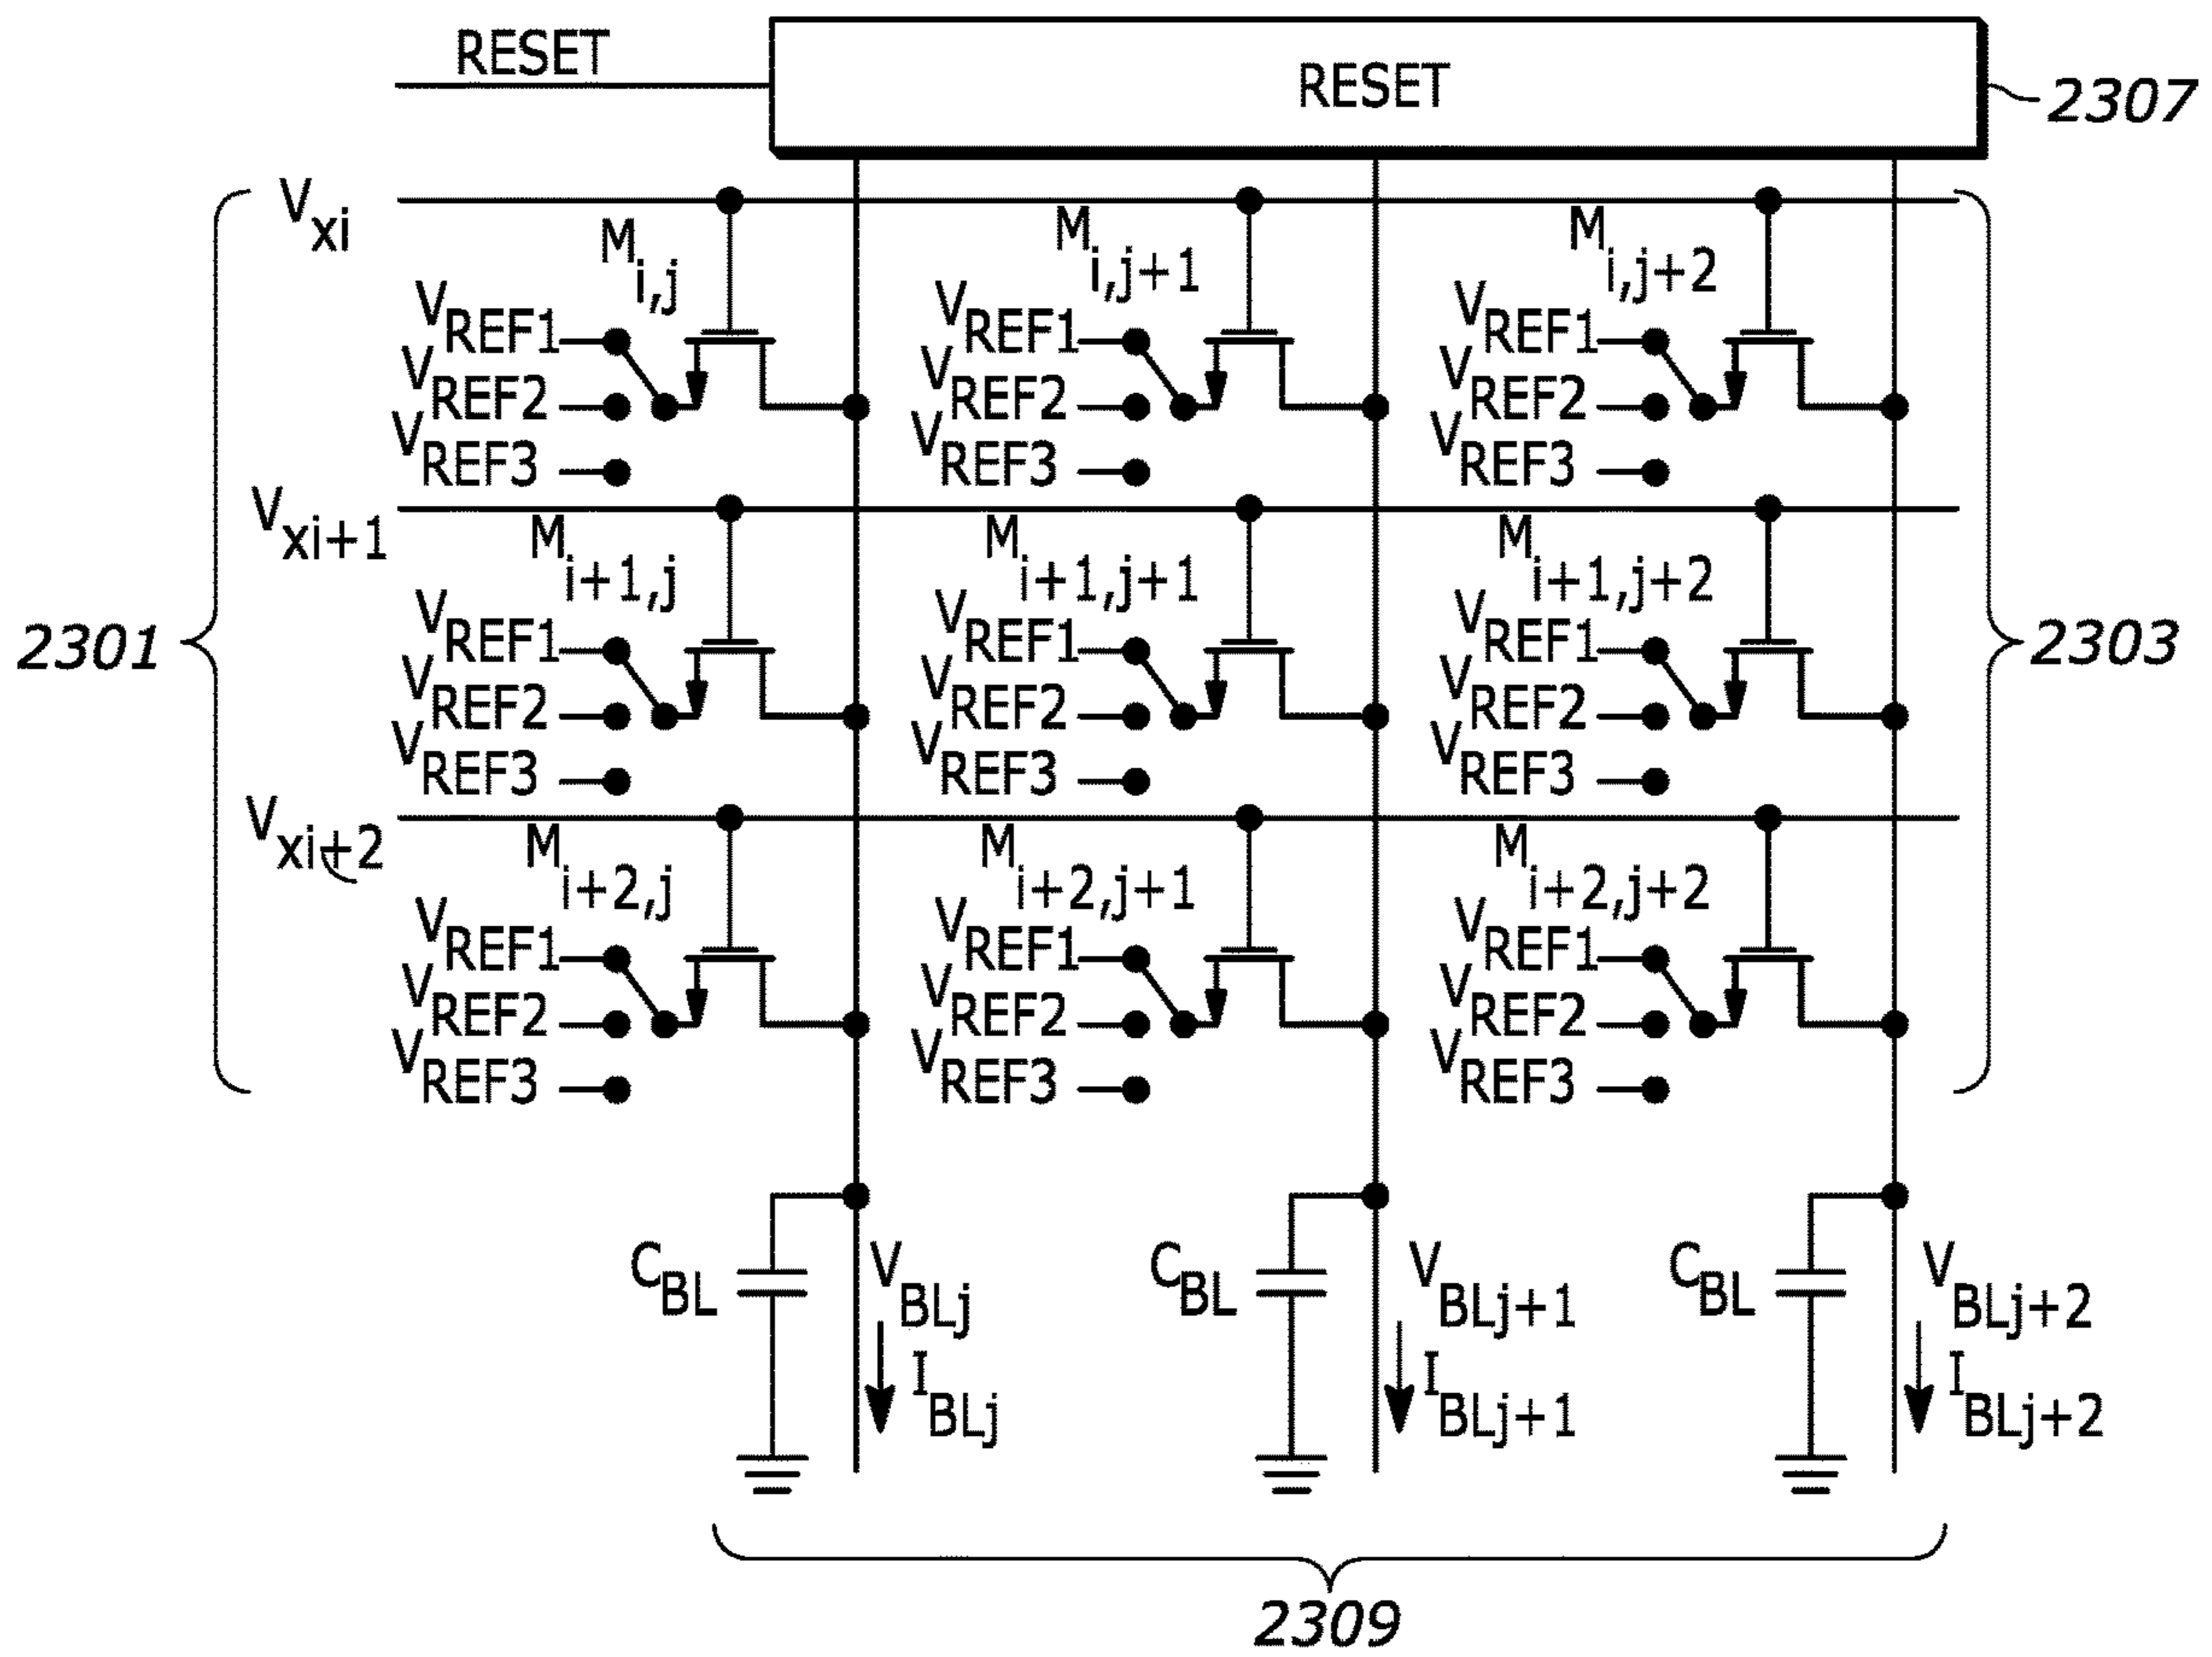 RESET
RESET
2307
Vxi
Mi,j
Mi,j+1
Mi,j+2
VREF1 VREF1 VREF1
VREF2 VREF2 VREF2
VREF3 VREF3 VREF3
Vxi+1
Mi+1,j
Mi+1,j+1
Mi+1,j+2
VREF1 VREF1 VREF1
2301
2303
VREF2 VREF2 VREF2
VREF3 VREF3 VREF3
Vxi+2
Mi+2,j
Mi+2,j+1
Mi+2,j+2
VREF1 VREF1 VREF1
VREF2 VREF2 VREF2
VREF3 VREF3 VREF3
CBL VBLj CBL VBLj+1 CBL VBLj+2
IBLj IBLj+1 IBLj+2
2309